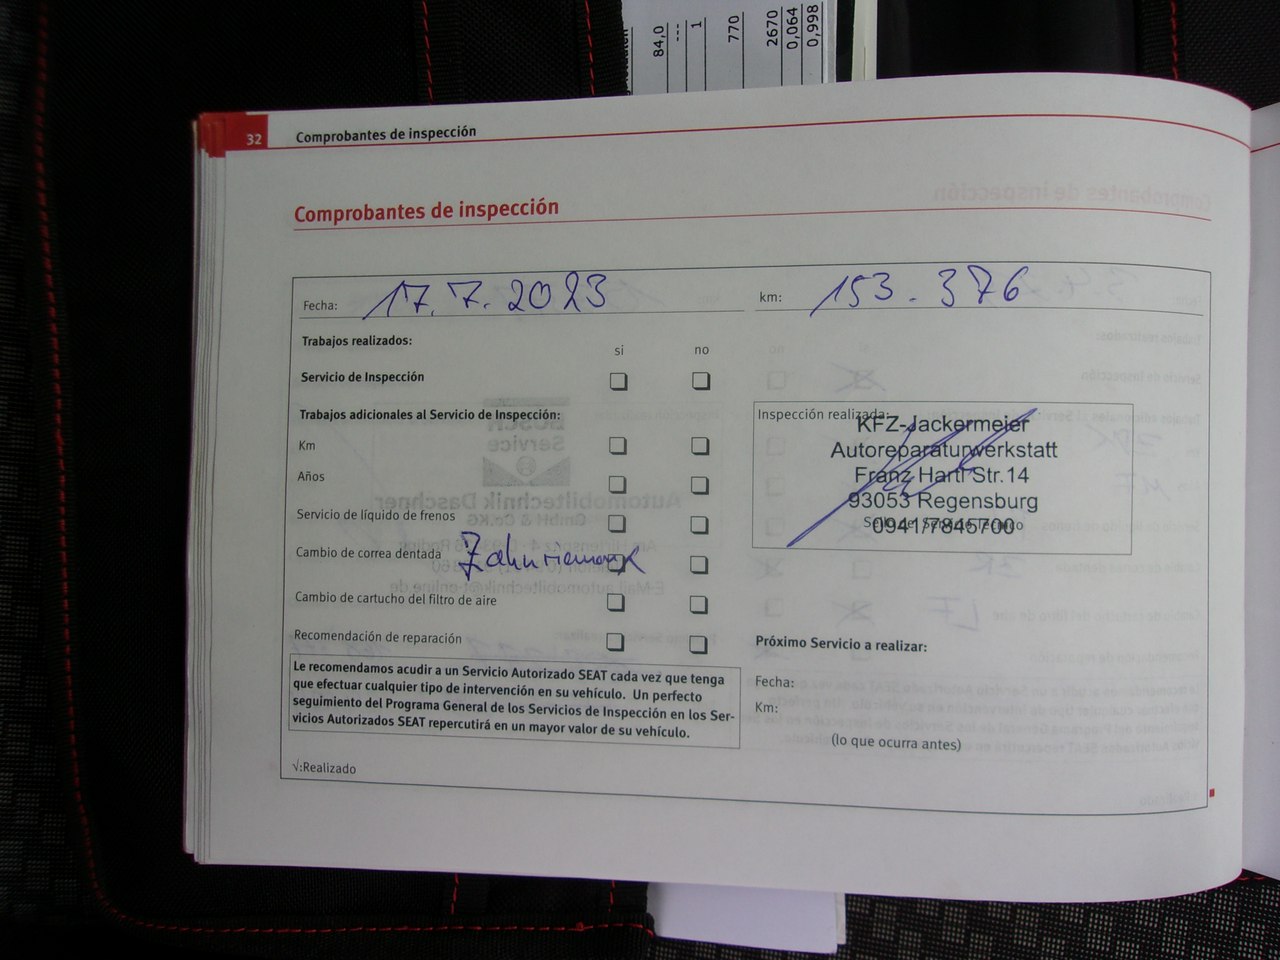 84,0
---
1
770
2670
0,064
0,998
32 Comprobantes de inspección
Comprobantes de inspección
Fecha: 17.7.2023
km: 153.376
Trabajos realizados:
si no
Servicio de Inspección
Trabajos adicionales al Servicio de Inspección:
Km
Años
Servicio de líquido de frenos
Cambio de correa dentada Zahnriemen
Cambio de cartucho del filtro de aire
Recomendación de reparación
Le recomendamos acudir a un Servicio Autorizado SEAT cada vez que tenga
que efectuar cualquier tipo de intervención en su vehículo. Un perfecto
seguimiento del Programa General de los Servicios de Inspección en los Ser-
vicios Autorizados SEAT repercutirá en un mayor valor de su vehículo.
√:Realizado
Inspección realizada:
KFZ-Jackermeier
Autoreparaturwerkstatt
Franz Hartl Str.14
93053 Regensburg
0941/7845700
Sello del Servicio Técnico
Próximo Servicio a realizar:
Fecha:
Km:
(lo que ocurra antes)